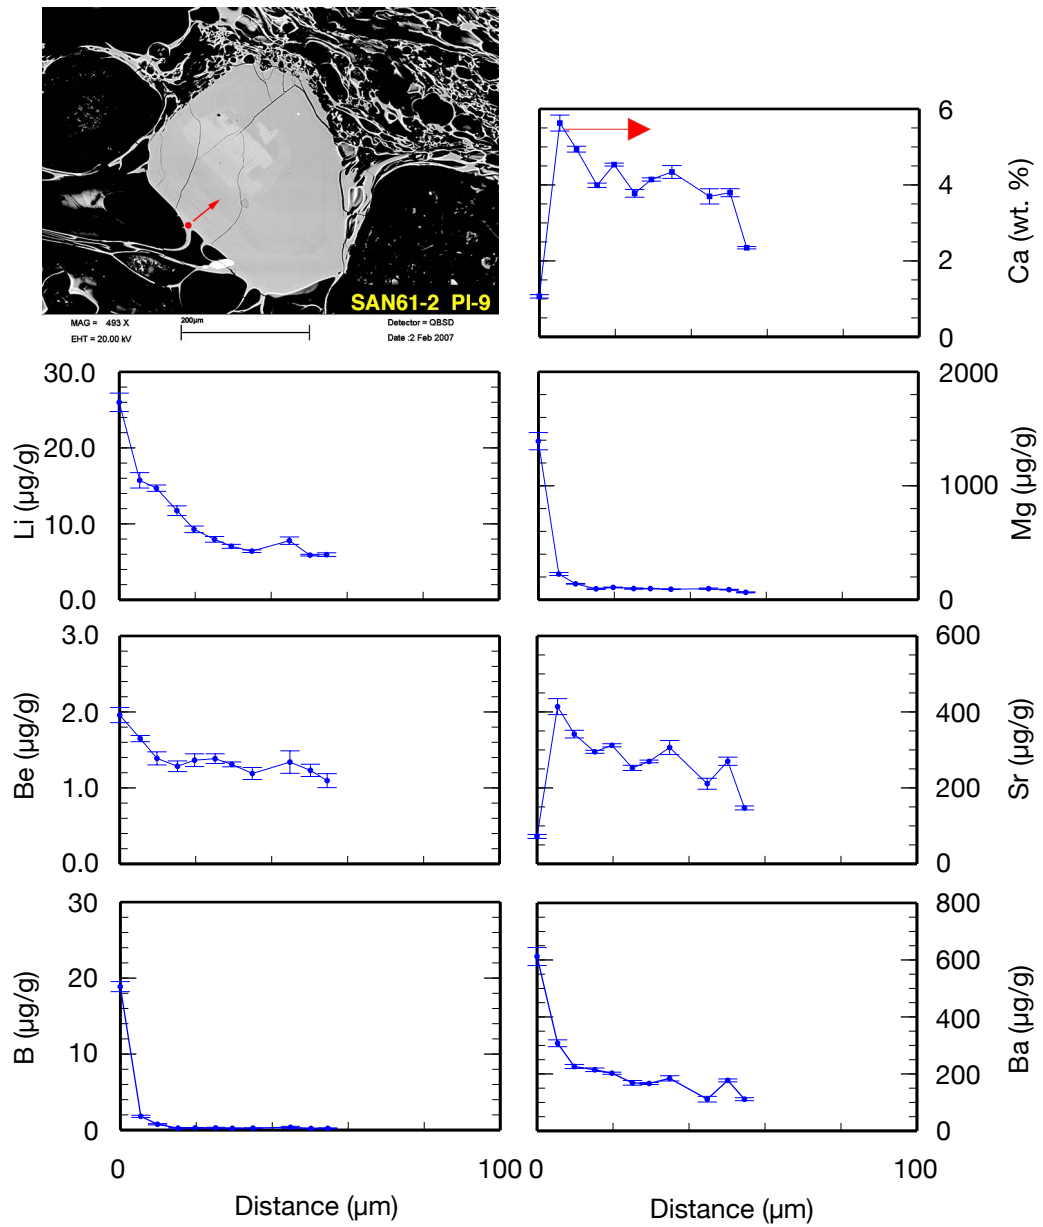 SAN61-2 PI-9
MAG = 493 X
200µm
Detector = QBSD
EHT = 20.00 kV
Date :2 Feb 2007
6
4
2
0
Ca (wt. %)
30.0
20.0
10.0
0.0
Li (µg/g)
2000
1000
0
Mg (µg/g)
3.0
2.0
1.0
0.0
Be (µg/g)
600
400
200
0
Sr (µg/g)
30
20
10
0
B (µg/g)
800
600
400
200
0
Ba (µg/g)
0
100
0
100
Distance (µm)
Distance (µm)